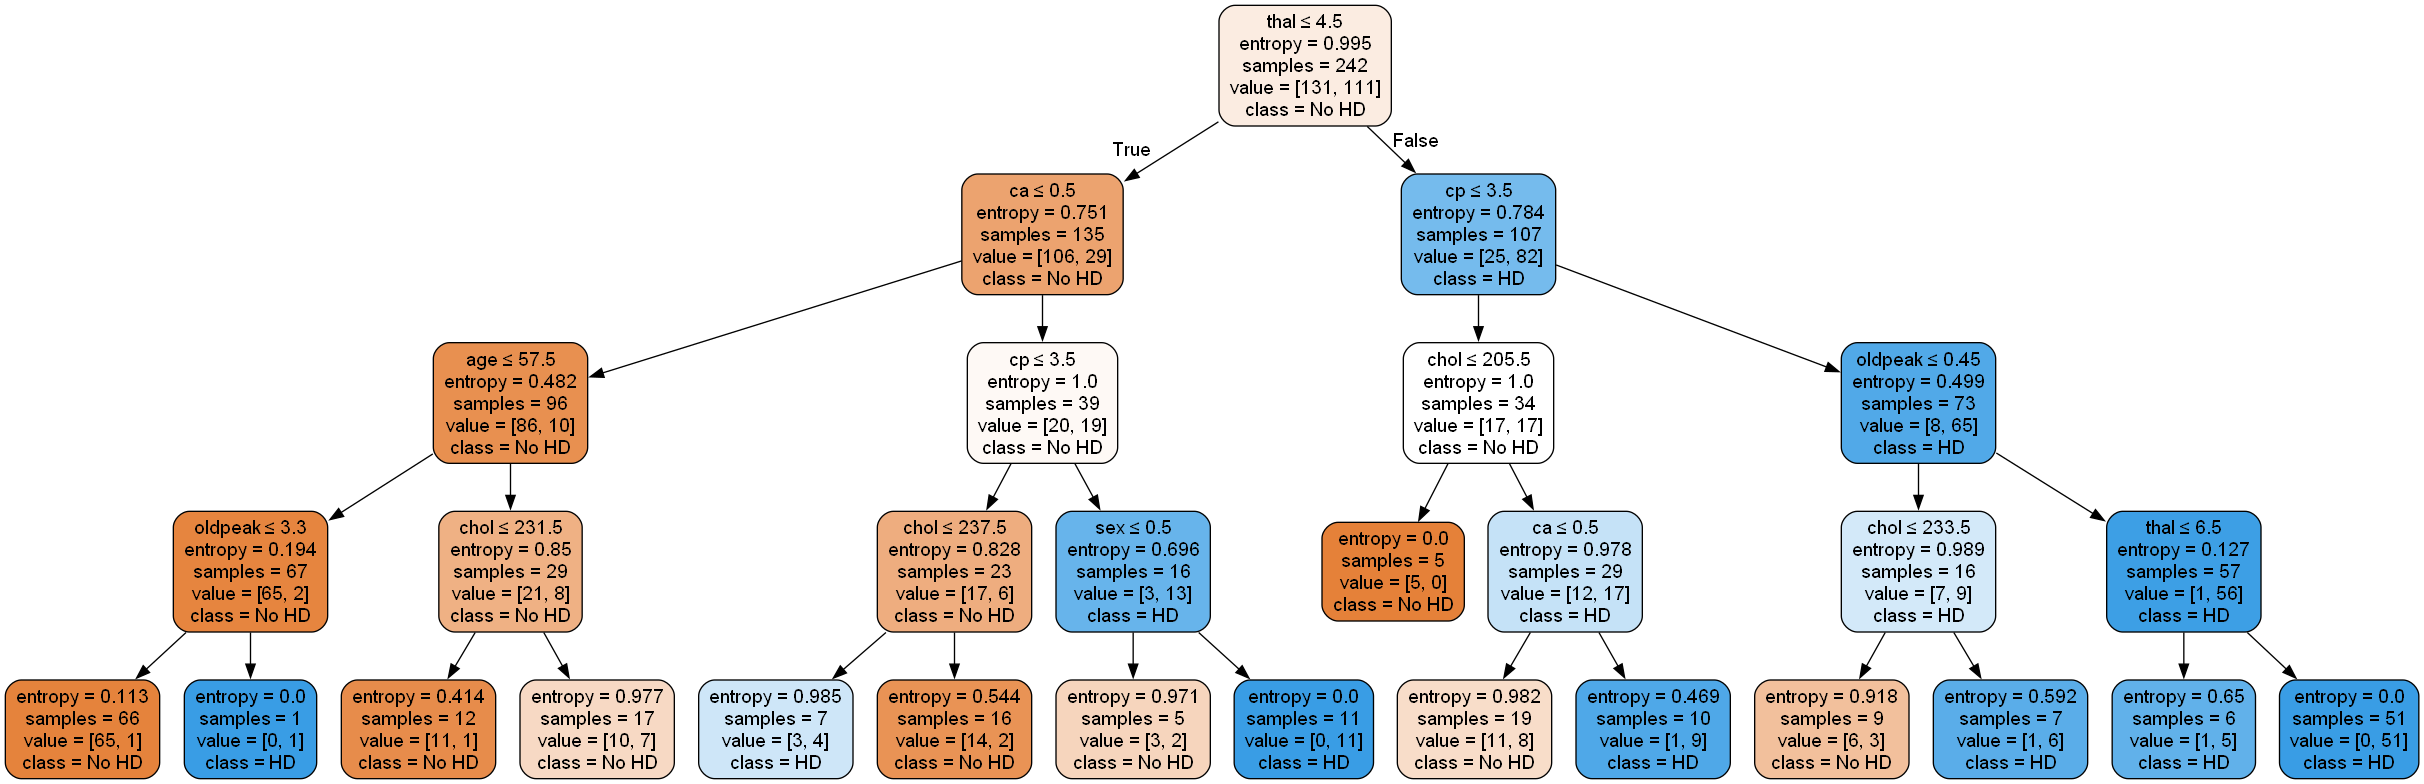 thal ≤ 4.5
entropy = 0.995
samples = 242
value = [131, 111]
class = No HD
True
False
ca ≤ 0.5
entropy = 0.751
samples = 135
value = [106, 29]
class = No HD
cp ≤ 3.5
entropy = 0.784
samples = 107
value = [25, 82]
class = HD
age ≤ 57.5
entropy = 0.482
samples = 96
value = [86, 10]
class = No HD
cp ≤ 3.5
entropy = 1.0
samples = 39
value = [20, 19]
class = No HD
chol ≤ 205.5
entropy = 1.0
samples = 34
value = [17, 17]
class = No HD
oldpeak ≤ 0.45
entropy = 0.499
samples = 73
value = [8, 65]
class = HD
oldpeak ≤ 3.3
entropy = 0.194
samples = 67
value = [65, 2]
class = No HD
chol ≤ 231.5
entropy = 0.85
samples = 29
value = [21, 8]
class = No HD
chol ≤ 237.5
entropy = 0.828
samples = 23
value = [17, 6]
class = No HD
sex ≤ 0.5
entropy = 0.696
samples = 16
value = [3, 13]
class = HD
entropy = 0.0
samples = 5
value = [5, 0]
class = No HD
ca ≤ 0.5
entropy = 0.978
samples = 29
value = [12, 17]
class = HD
chol ≤ 233.5
entropy = 0.989
samples = 16
value = [7, 9]
class = HD
thal ≤ 6.5
entropy = 0.127
samples = 57
value = [1, 56]
class = HD
entropy = 0.113
samples = 66
value = [65, 1]
class = No HD
entropy = 0.0
samples = 1
value = [0, 1]
class = HD
entropy = 0.414
samples = 12
value = [11, 1]
class = No HD
entropy = 0.977
samples = 17
value = [10, 7]
class = No HD
entropy = 0.985
samples = 7
value = [3, 4]
class = HD
entropy = 0.544
samples = 16
value = [14, 2]
class = No HD
entropy = 0.971
samples = 5
value = [3, 2]
class = No HD
entropy = 0.0
samples = 11
value = [0, 11]
class = HD
entropy = 0.982
samples = 19
value = [11, 8]
class = No HD
entropy = 0.469
samples = 10
value = [1, 9]
class = HD
entropy = 0.918
samples = 9
value = [6, 3]
class = No HD
entropy = 0.592
samples = 7
value = [1, 6]
class = HD
entropy = 0.65
samples = 6
value = [1, 5]
class = HD
entropy = 0.0
samples = 51
value = [0, 51]
class = HD